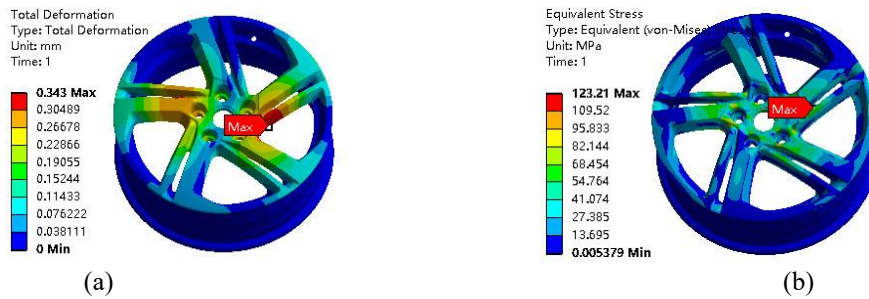 Total Deformation
Type: Total Deformation
Unit: mm
Time: 1
0.343 Max
0.30489
0.26678
0.22866
0.19055
0.15244
0.11433
0.076222
0.038111
0 Min
Max
(a)
Equivalent Stress
Type: Equivalent (von-Mises)
Unit: MPa
Time: 1
123.21 Max
109.52
95.833
82.144
68.454
54.764
41.074
27.385
13.695
0.005379 Min
Max
(b)